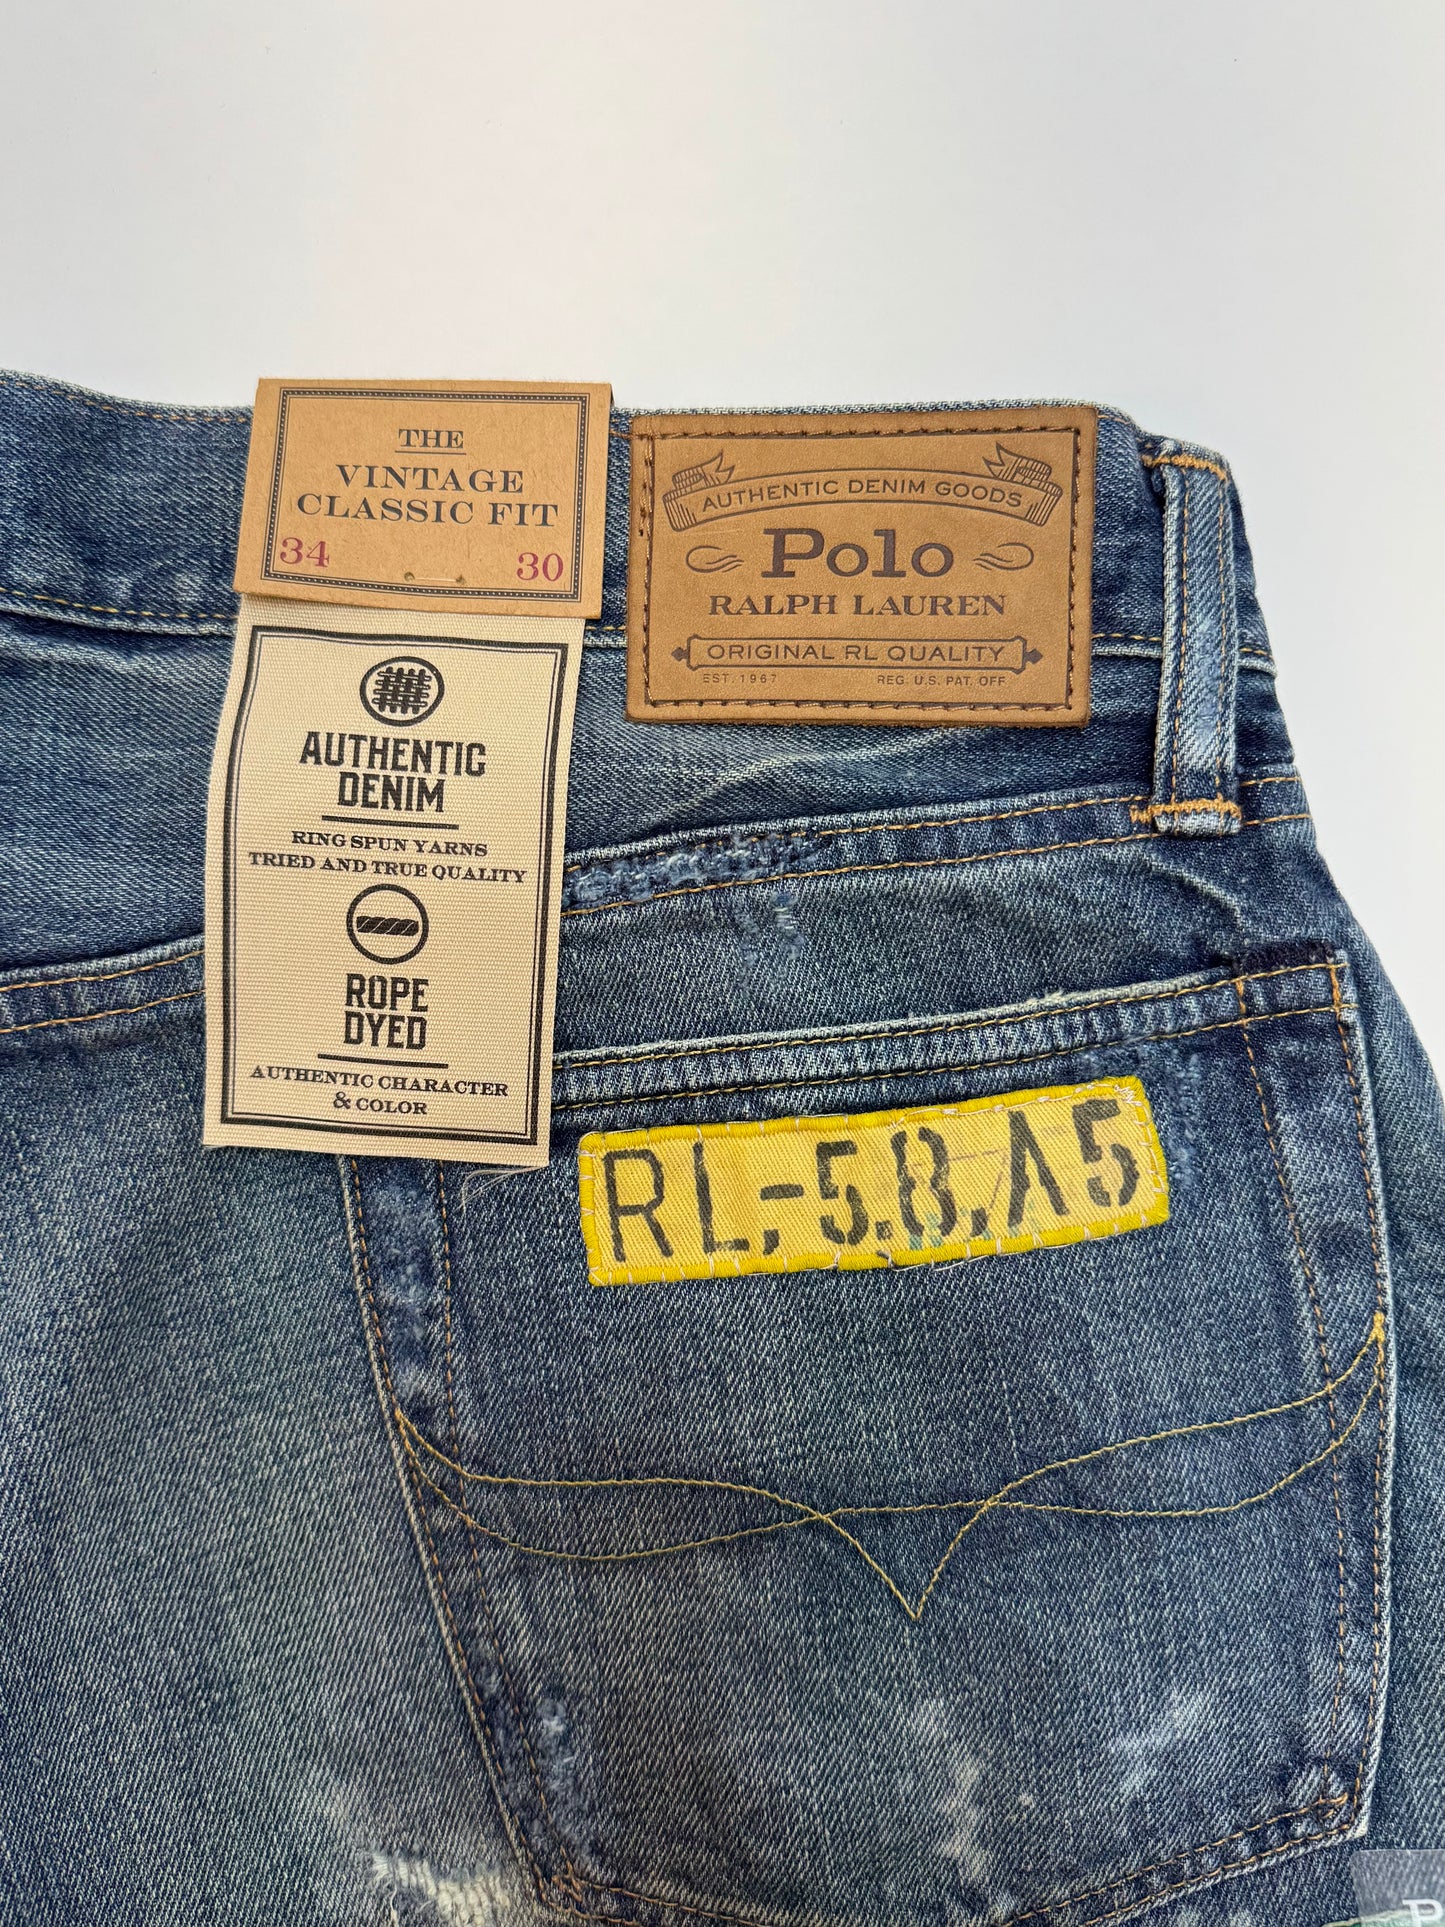 THE
VINTAGE
CLASSIC FIT
34 30
AUTHENTIC
DENIM
RING SPUN YARNS
TRIED AND TRUE QUALITY
ROPE
DYED
AUTHENTIC CHARACTER
& COLOR
AUTHENTIC DENIM GOODS
Polo
RALPH LAUREN
ORIGINAL RL QUALITY
EST. 1967 REG. U.S. PAT. OFF
RL,-5.8,A5